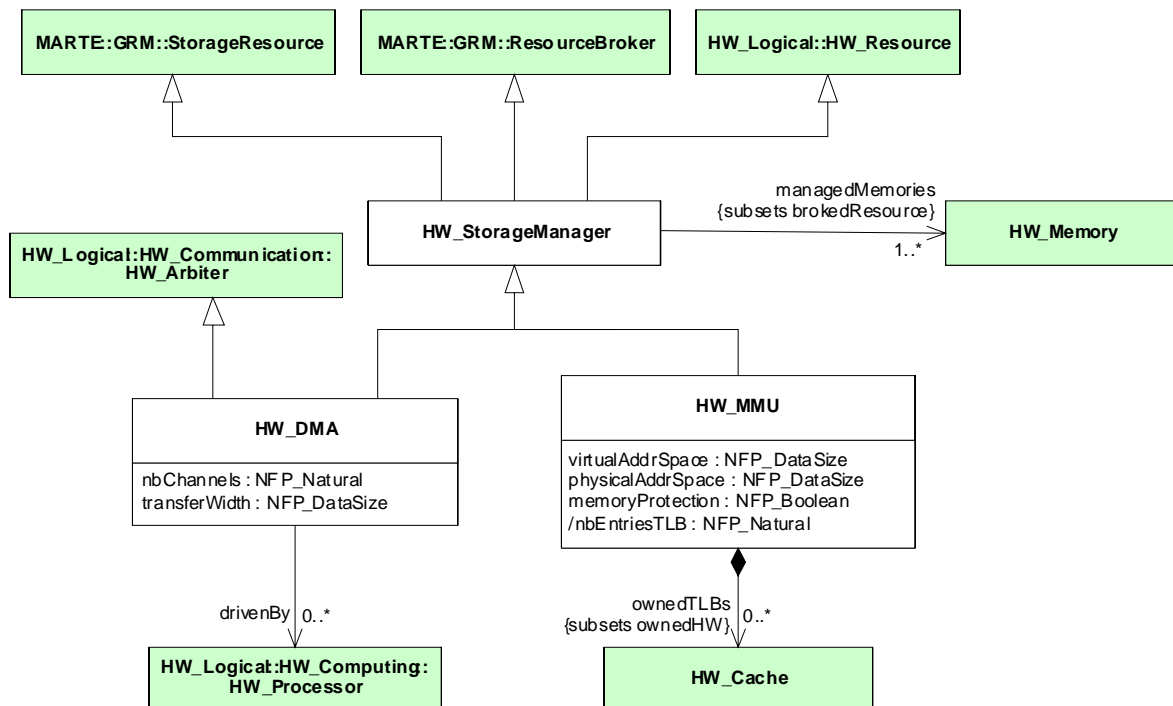 MARTE::GRM::StorageResource
MARTE::GRM::ResourceBroker
HW_Logical::HW_Resource
managedMemories
{subsets brokedResource}
HW_StorageManager
1..*
HW_Memory
HW_Logical::HW_Communication::
HW_Arbiter
HW_DMA
nbChannels : NFP_Natural
transferWidth : NFP_DataSize
HW_MMU
virtualAddrSpace : NFP_DataSize
physicalAddrSpace : NFP_DataSize
memoryProtection : NFP_Boolean
/nbEntriesTLB : NFP_Natural
drivenBy
0..*
ownedTLBs
{subsets ownedHW}
0..*
HW_Logical::HW_Computing::
HW_Processor
HW_Cache